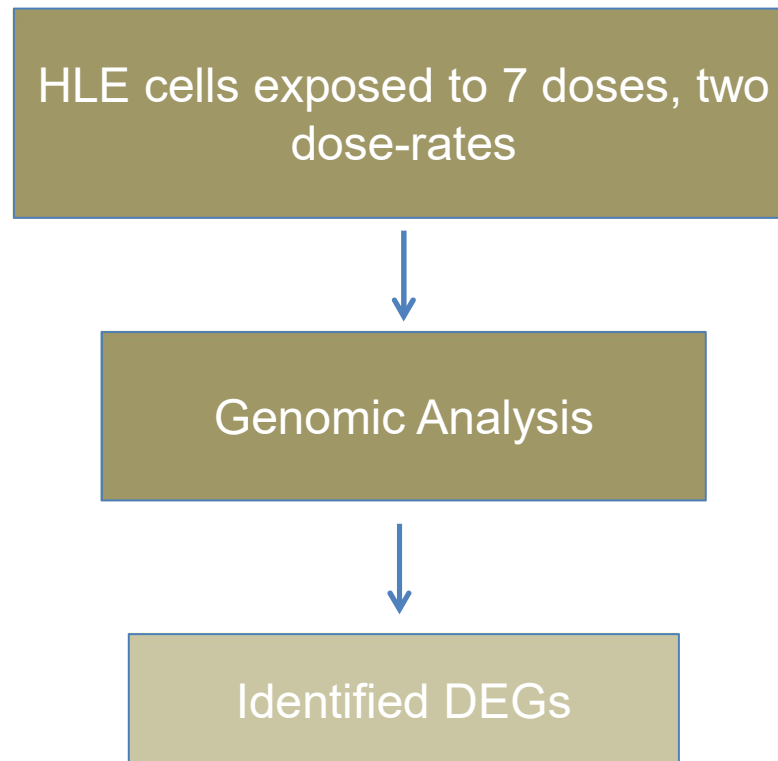 HLE cells exposed to 7 doses, two
dose-rates
Genomic Analysis
Identified DEGs